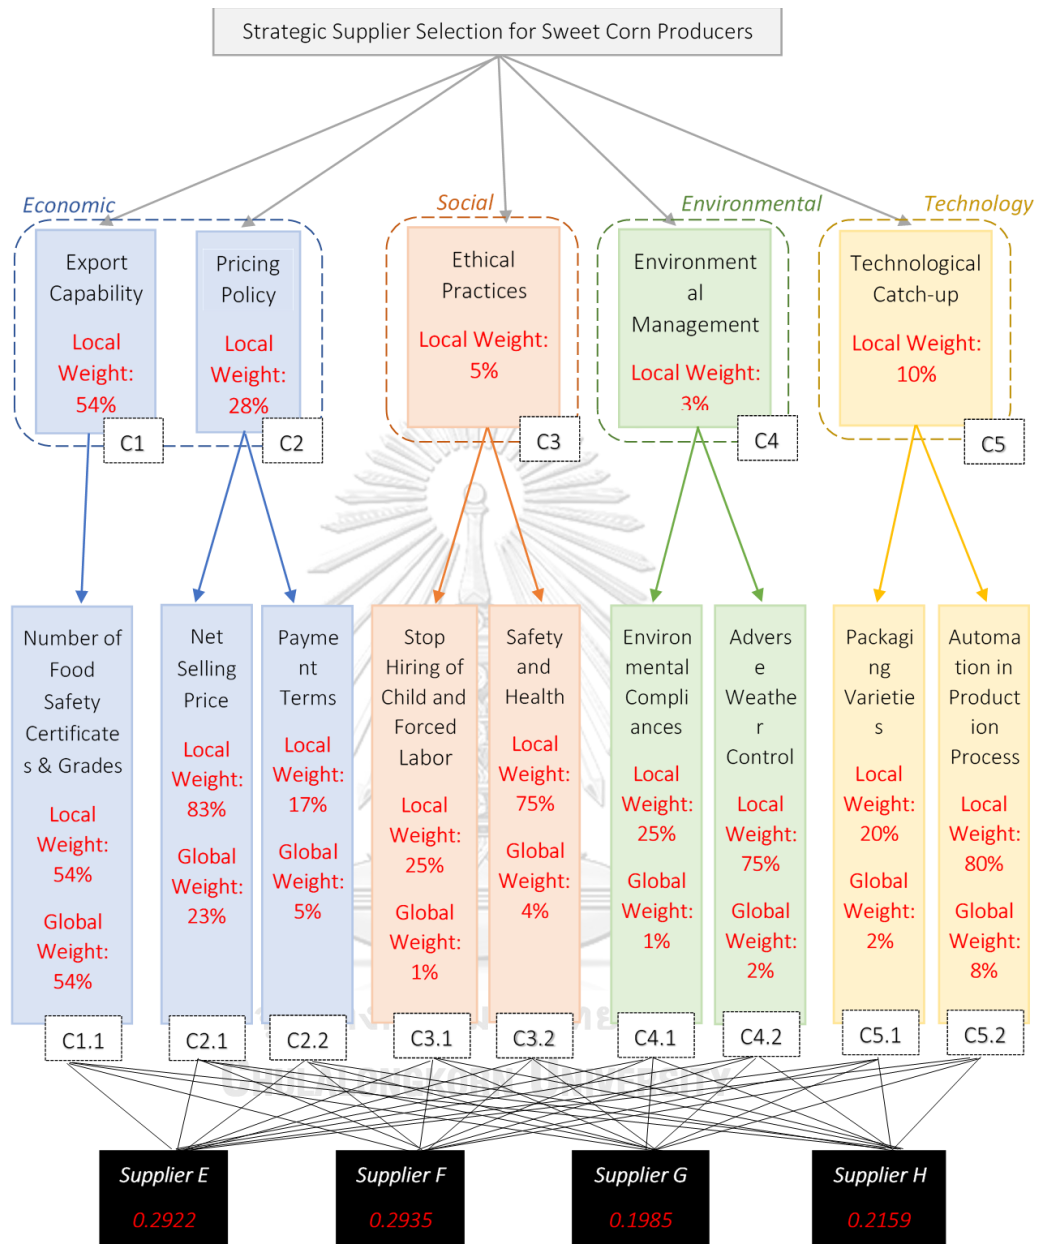 Strategic Supplier Selection for Sweet Corn Producers
Economic
Social
Environmental
Technology
Export
Capability
Local
Weight:
54%
C1
Pricing
Policy
Local
Weight:
28%
C2
Ethical
Practices
Local Weight:
5%
C3
Environment
al
Management
Local Weight:
3%
C4
Technological
Catch-up
Local Weight:
10%
C5
Number of
Food
Safety
Certificate
s & Grades
Local
Weight:
54%
Global
Weight:
54%
C1.1
Net
Selling
Price
Local
Weight:
83%
Global
Weight:
23%
C2.1
Payme
nt
Terms
Local
Weight:
17%
Global
Weight:
5%
C2.2
Stop
Hiring of
Child and
Forced
Labor
Local
Weight:
25%
Global
Weight:
1%
C3.1
Safety
and
Health
Local
Weight:
75%
Global
Weight:
4%
C3.2
Environ
mental
Compli
ances
Local
Weight:
25%
Global
Weight:
1%
C4.1
Advers
e
Weathe
r
Control
Local
Weight:
75%
Global
Weight:
2%
C4.2
Packagi
ng
Varietie
s
Local
Weight:
20%
Global
Weight:
2%
C5.1
Automa
tion in
Product
ion
Process
Local
Weight:
80%
Global
Weight:
8%
C5.2
CHULALONGKORN UNIVERSITY
Supplier E
0.2922
Supplier F
0.2935
Supplier G
0.1985
Supplier H
0.2159